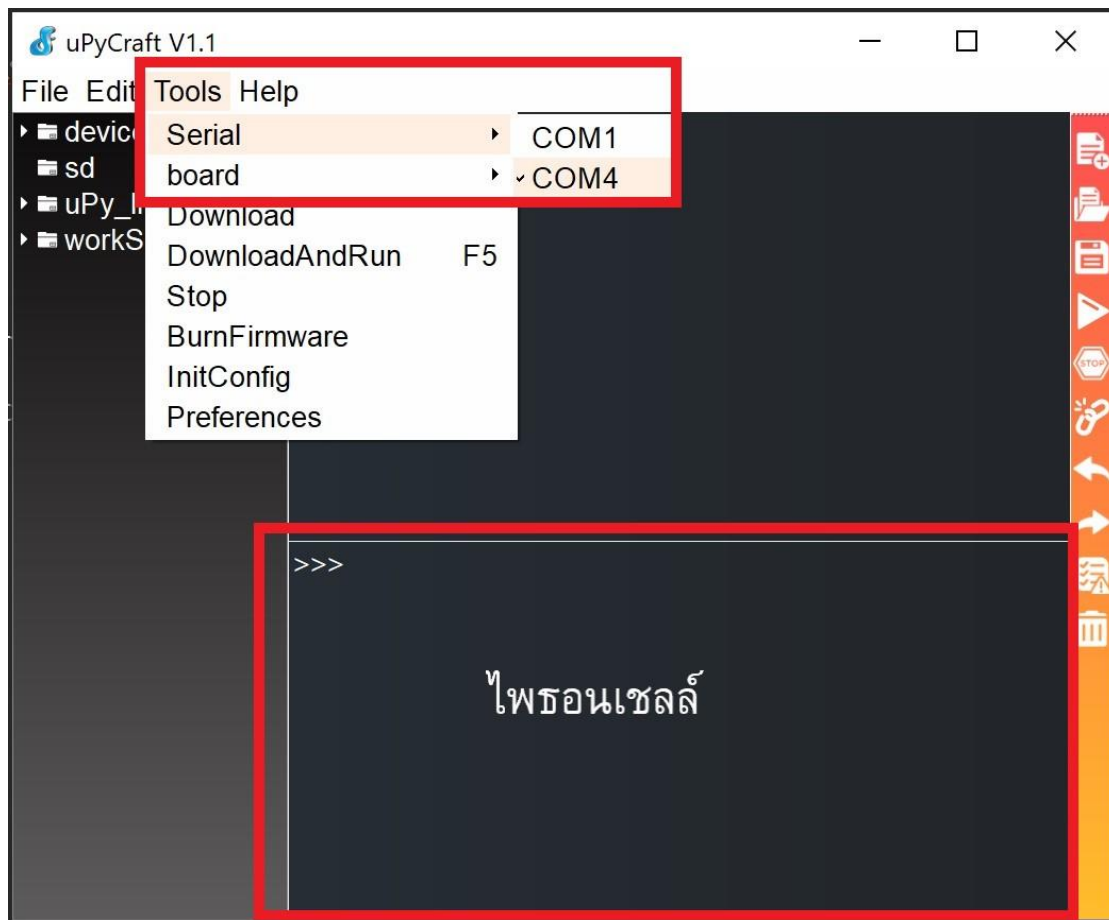 uPyCraft V1.1
File Edit Tools Help
Serial
COM1
board
COM4
Download
DownloadAndRun F5
Stop
BurnFirmware
InitConfig
Preferences
sd
STOP
>>>
ไพธอนเชลล์